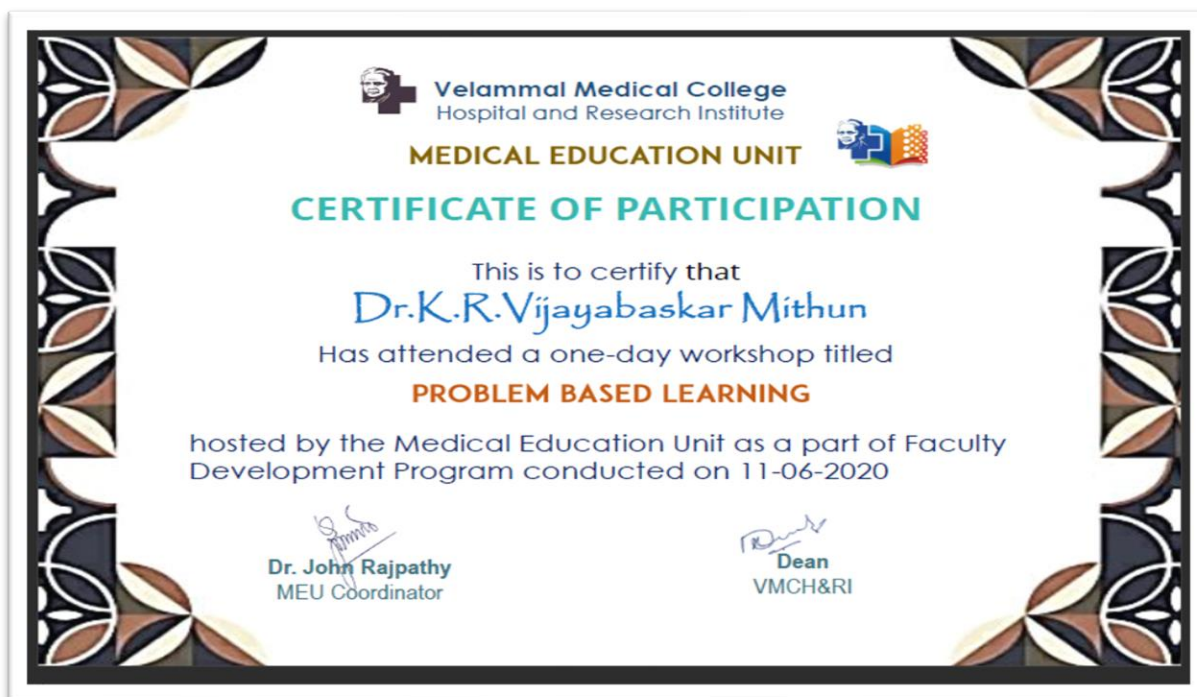 Velammal Medical College
Hospital and Research Institute
MEDICAL EDUCATION UNIT
CERTIFICATE OF PARTICIPATION
This is to certify that
Dr.K.R.Vijayabaskar Mithun
Has attended a one-day workshop titled
PROBLEM BASED LEARNING
hosted by the Medical Education Unit as a part of Faculty
Development Program conducted on 11-06-2020
Dr. John Rajpathy
MEU Coordinator
Dean
VMCH&RI